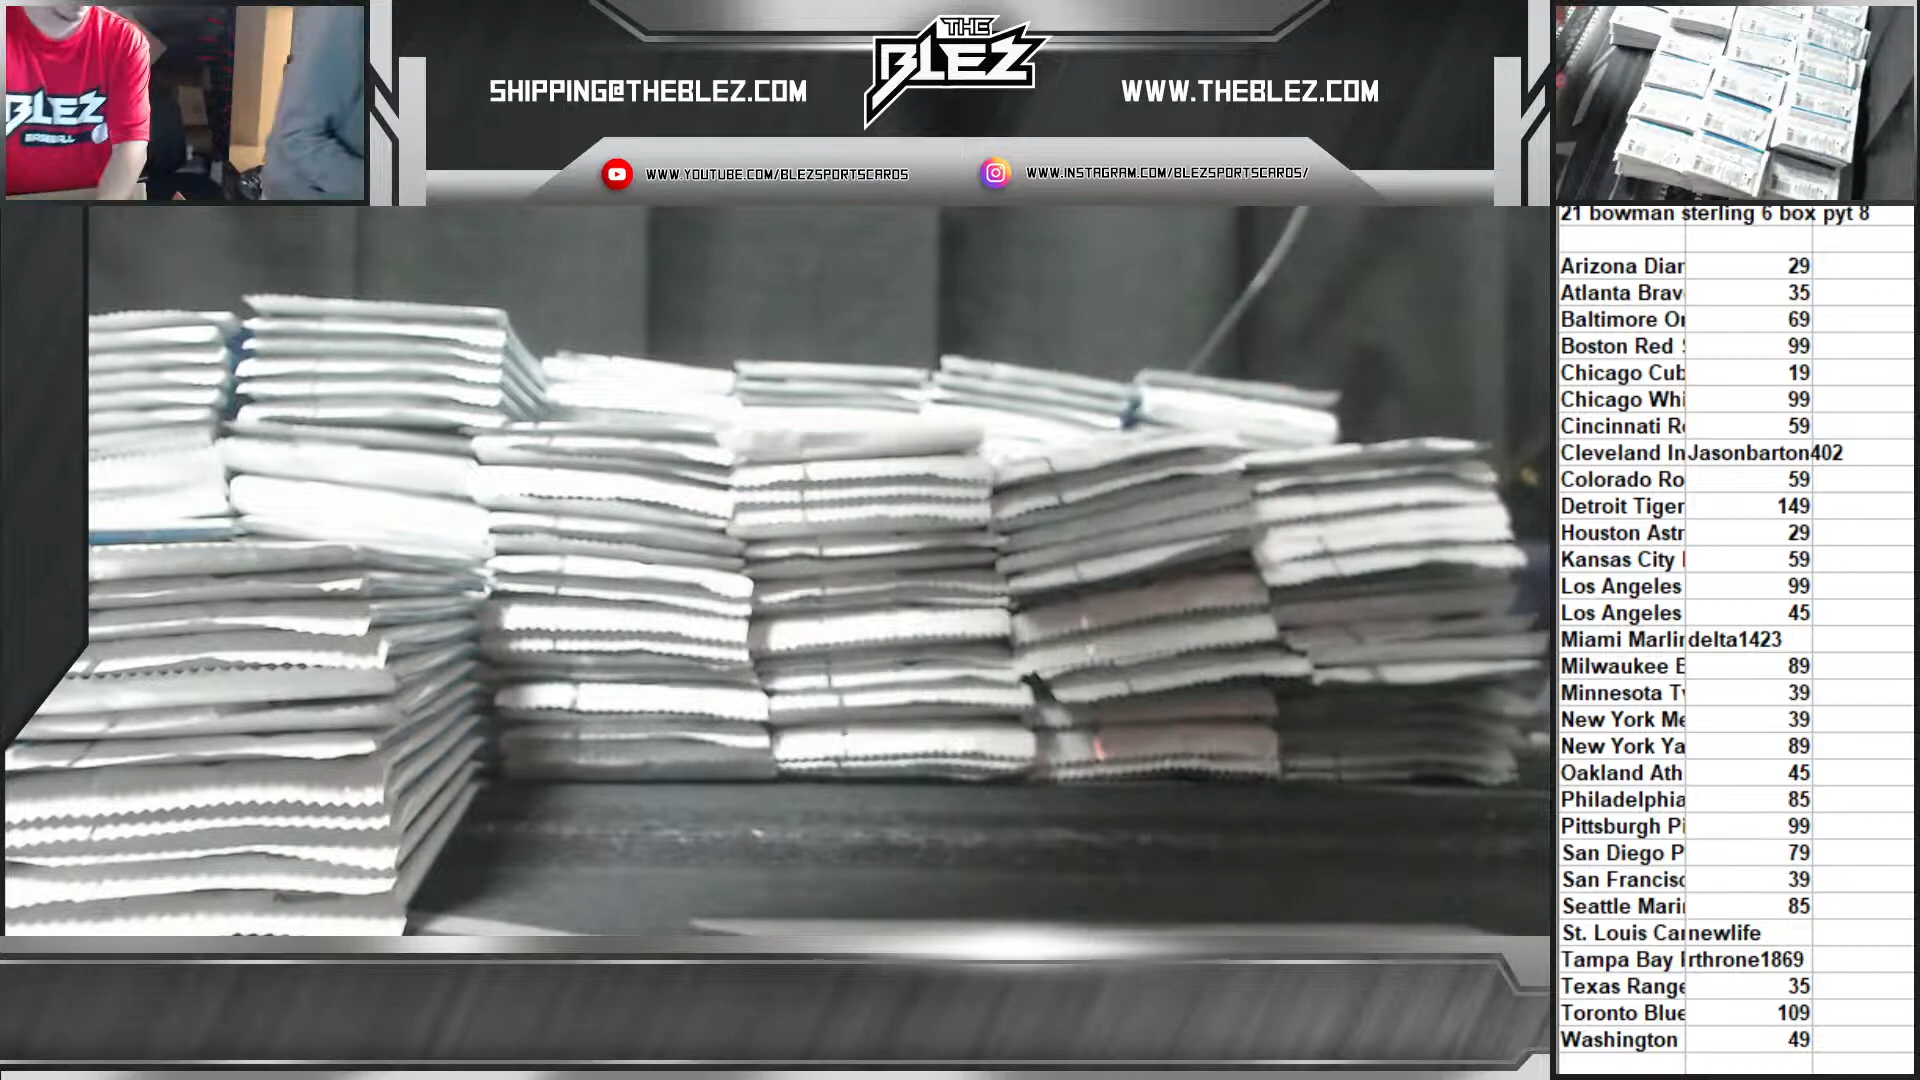 BLEZ
BASEBALL
THE
BLEZ
SHIPPING@THEBLEZ.COM
WWW.THEBLEZ.COM
WWW.YOUTUBE.COM/BLEZSPORTSCARDS
WWW.INSTAGRAM.COM/BLEZSPORTSCARDS/
21 bowman sterling 6 box pyt 8
Arizona Diar 29
Atlanta Brav 35
Baltimore Or 69
Boston Red 99
Chicago Cub 19
Chicago Whi 99
Cincinnati Re 59
Cleveland In Jasonbarton402
Colorado Ro 59
Detroit Tiger 149
Houston Astr 29
Kansas City 59
Los Angeles 99
Los Angeles 45
Miami Marlin delta1423
Milwaukee B 89
Minnesota Tw 39
New York Me 39
New York Ya 89
Oakland Ath 45
Philadelphia 85
Pittsburgh Pi 99
San Diego P 79
San Francisc 39
Seattle Mari 85
St. Louis Car newlife
Tampa Bay rthrone1869
Texas Range 35
Toronto Blue 109
Washington 49